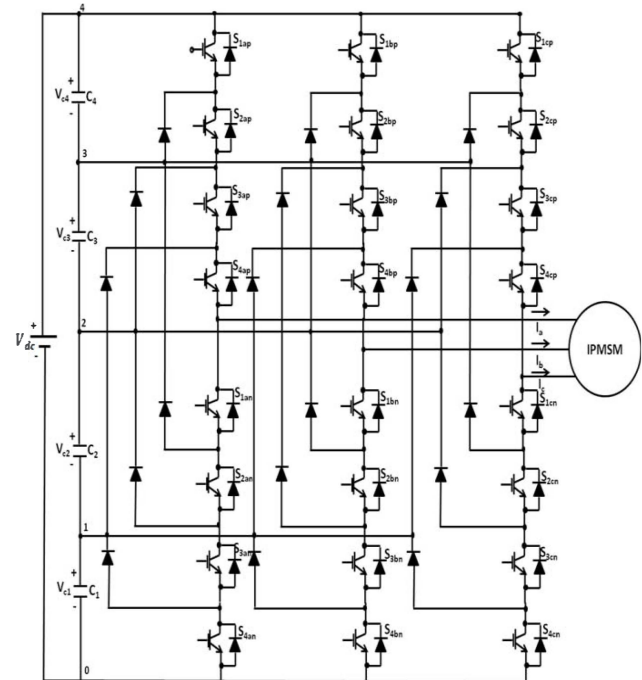 4
S1ap
S1bp
S1cp
+
Vc4
C4
-
S2ap
S2bp
S2cp
3
S3ap
S3bp
S3cp
+
Vc3
C3
-
S4ap
S4bp
S4cp
2
Ia
+
Vdc
-
IPMSM
Ib
Ic
S1an
S1bn
S1cn
+
Vc2
C2
-
S2an
S2bn
S2cn
1
S3an
S3bn
S3cn
+
Vc1
C1
-
S4an
S4bn
S4cn
0